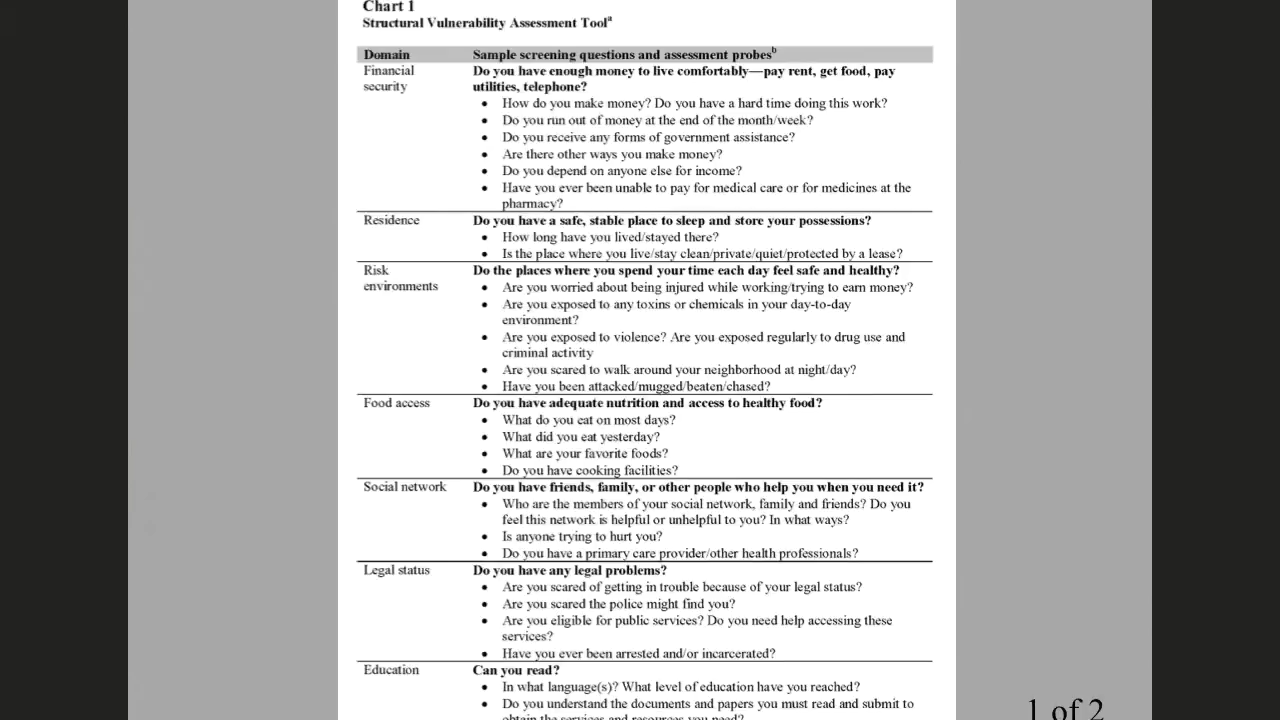 Chart 1
Structural Vulnerability Assessment Toolᵃ
Domain Sample screening questions and assessment probesᵇ
Financial security Do you have enough money to live comfortably—pay rent, get food, pay
utilities, telephone?
• How do you make money? Do you have a hard time doing this work?
• Do you run out of money at the end of the month/week?
• Do you receive any forms of government assistance?
• Are there other ways you make money?
• Do you depend on anyone else for income?
• Have you ever been unable to pay for medical care or for medicines at the
pharmacy?
Residence Do you have a safe, stable place to sleep and store your possessions?
• How long have you lived/stayed there?
• Is the place where you live/stay clean/private/quiet/protected by a lease?
Risk environments Do the places where you spend your time each day feel safe and healthy?
• Are you worried about being injured while working/trying to earn money?
• Are you exposed to any toxins or chemicals in your day-to-day
environment?
• Are you exposed to violence? Are you exposed regularly to drug use and
criminal activity
• Are you scared to walk around your neighborhood at night/day?
• Have you been attacked/mugged/beaten/chased?
Food access Do you have adequate nutrition and access to healthy food?
• What do you eat on most days?
• What did you eat yesterday?
• What are your favorite foods?
• Do you have cooking facilities?
Social network Do you have friends, family, or other people who help you when you need it?
• Who are the members of your social network, family and friends? Do you
feel this network is helpful or unhelpful to you? In what ways?
• Is anyone trying to hurt you?
• Do you have a primary care provider/other health professionals?
Legal status Do you have any legal problems?
• Are you scared of getting in trouble because of your legal status?
• Are you scared the police might find you?
• Are you eligible for public services? Do you need help accessing these
services?
• Have you ever been arrested and/or incarcerated?
Education Can you read?
• In what language(s)? What level of education have you reached?
• Do you understand the documents and papers you must read and submit to
obtain the services and resources you need?
1 of 2